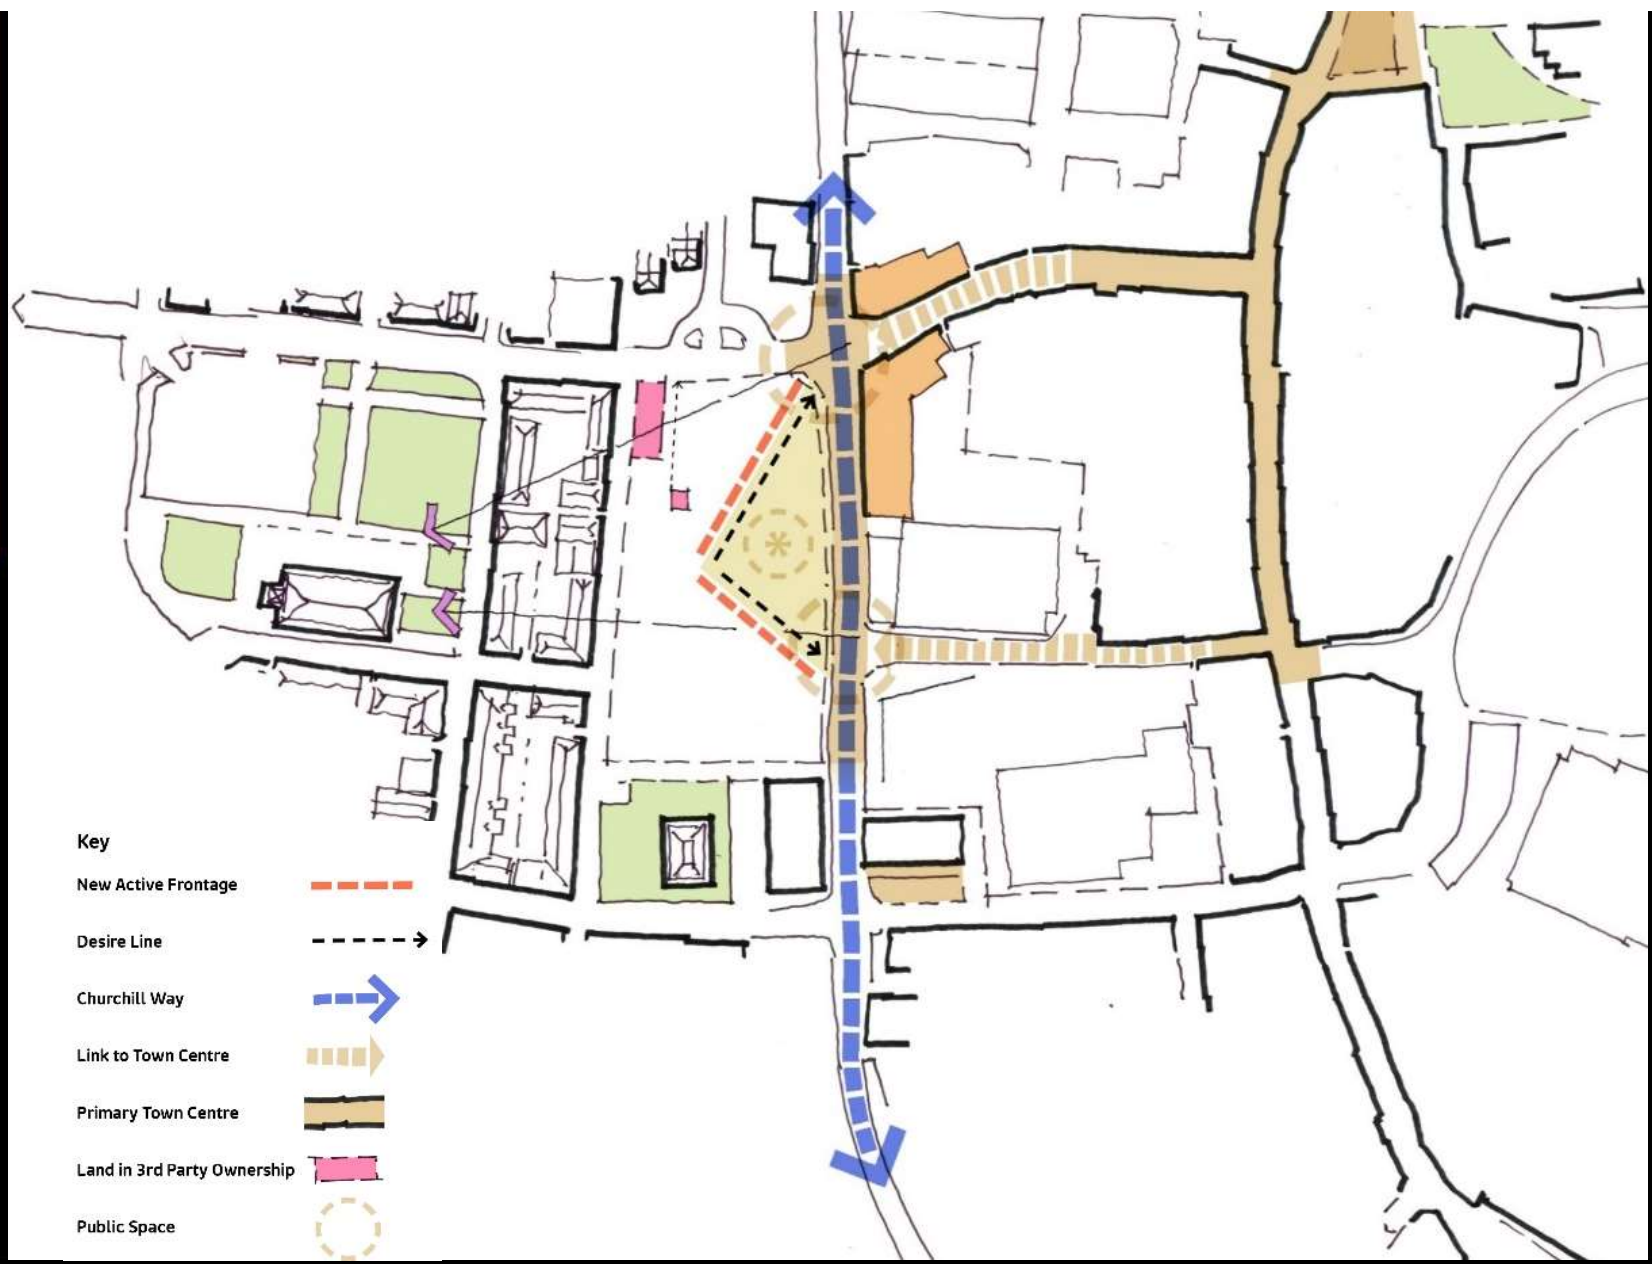 Key
New Active Frontage
Desire Line
Churchill Way
Link to Town Centre
Primary Town Centre
Land in 3rd Party Ownership
Public Space